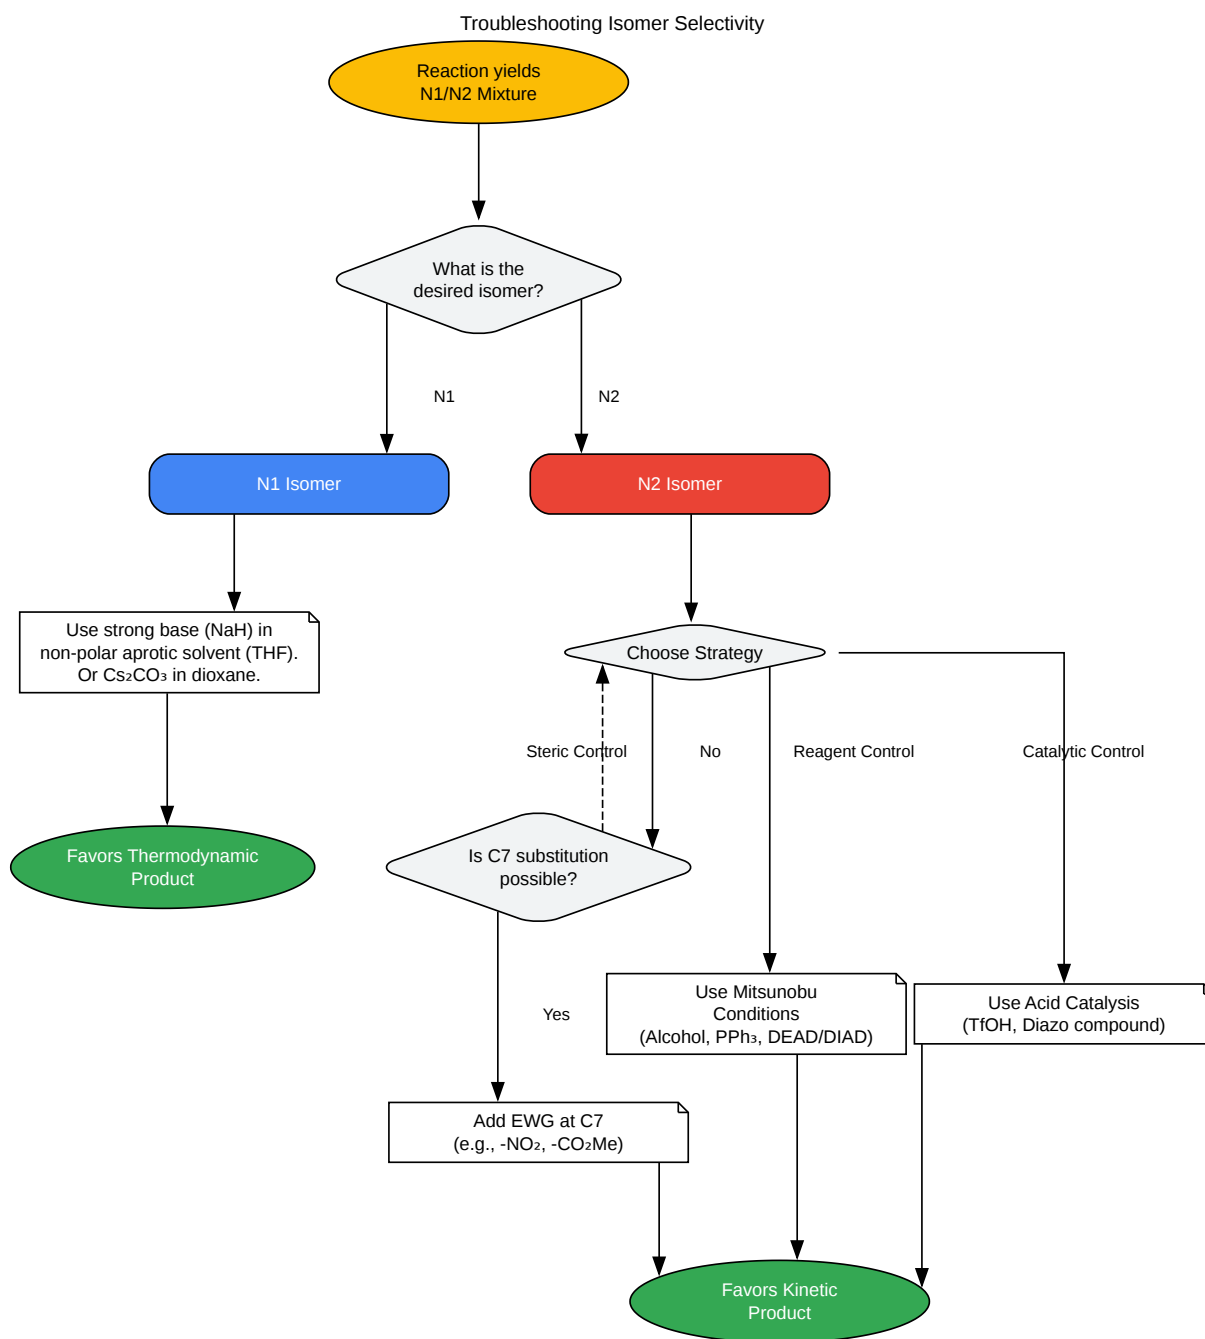 Troubleshooting Isomer Selectivity
Reaction yields
N1/N2 Mixture
What is the
desired isomer?
N1
N2
N1 Isomer
N2 Isomer
Use strong base (NaH) in
non-polar aprotic solvent (THF).
Or Cs₂CO₃ in dioxane.
Choose Strategy
Steric Control
No
Reagent Control
Catalytic Control
Favors Thermodynamic
Product
Is C7 substitution
possible?
Yes
Use Mitsunobu
Conditions
(Alcohol, PPh₃, DEAD/DIAD)
Use Acid Catalysis
(TfOH, Diazo compound)
Add EWG at C7
(e.g., -NO₂, -CO₂Me)
Favors Kinetic
Product